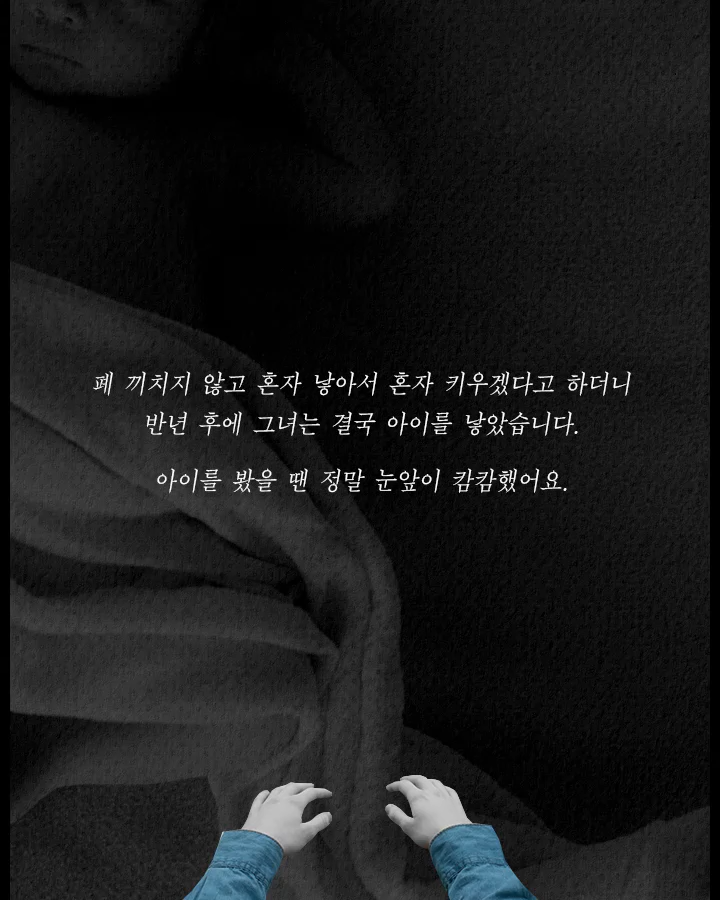 폐 끼치지 않고 혼자 낳아서 혼자 키우겠다고 하더니
반년 후에 그녀는 결국 아이를 낳았습니다.
아이를 봤을 땐 정말 눈앞이 캄캄했어요.